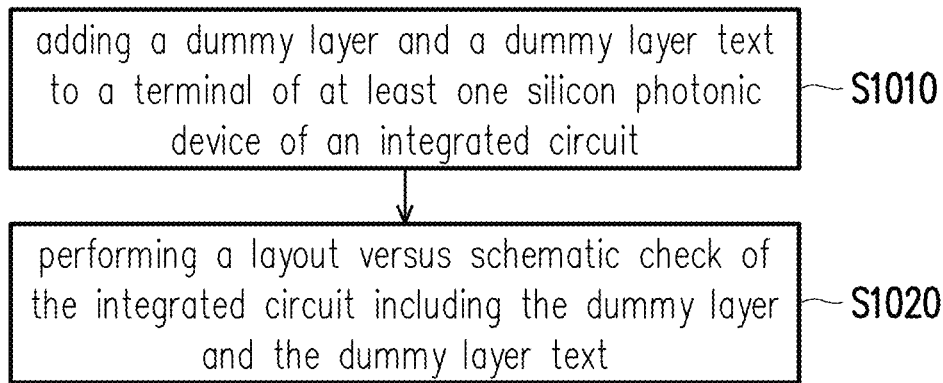 adding a dummy layer and a dummy layer text
to a terminal of at least one silicon photonic
device of an integrated circuit
S1010
performing a layout versus schematic check of
the integrated circuit including the dummy layer
and the dummy layer text
S1020